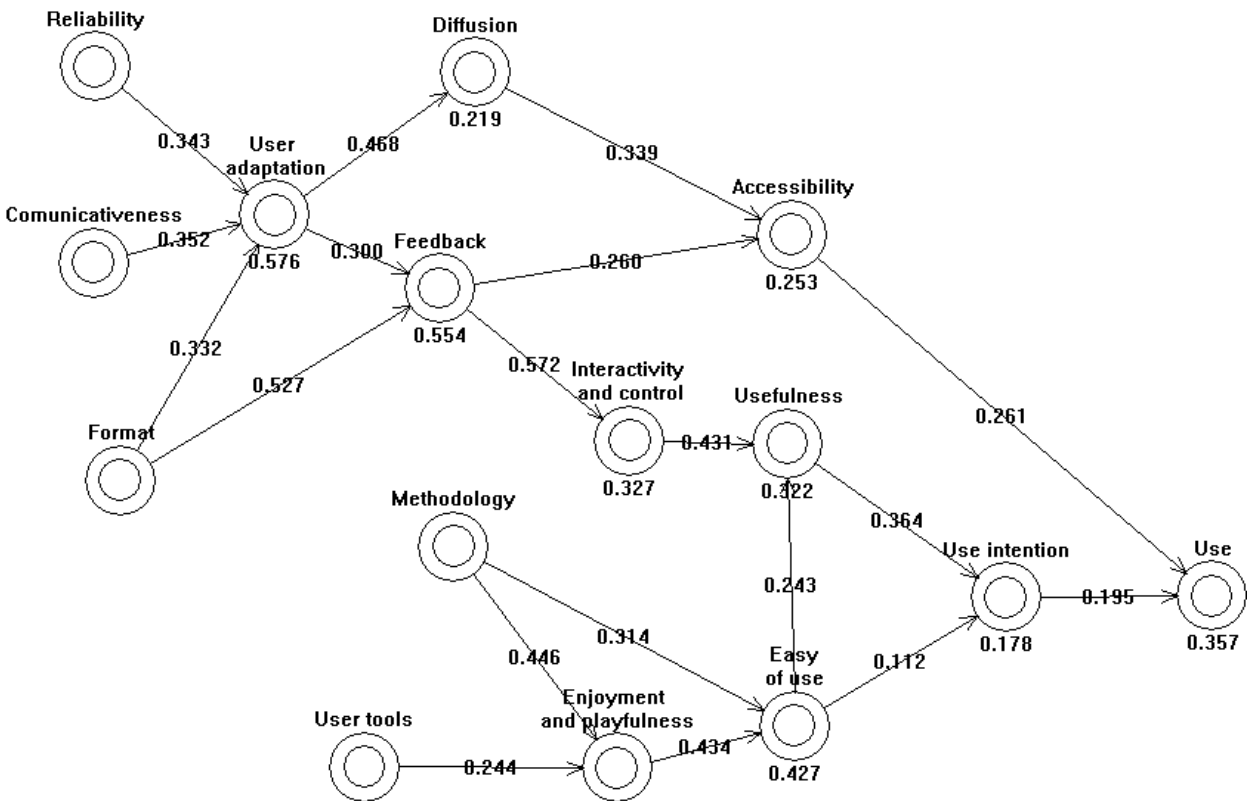 Reliability
Diffusion
0.343
User
adaptation
0.468
0.219
0.339
Accessibility
Comunicativeness
0.352
0.576
0.300
Feedback
0.260
0.253
0.332
0.554
0.527
0.572
Interactivity
and control
Usefulness
0.261
Format
0.431
0.327
0.322
Methodology
0.364
Use intention
Use
0.243
0.195
0.314
0.446
0.178
0.357
Easy
of use
0.112
User tools
Enjoyment
and playfulness
0.434
0.244
0.427